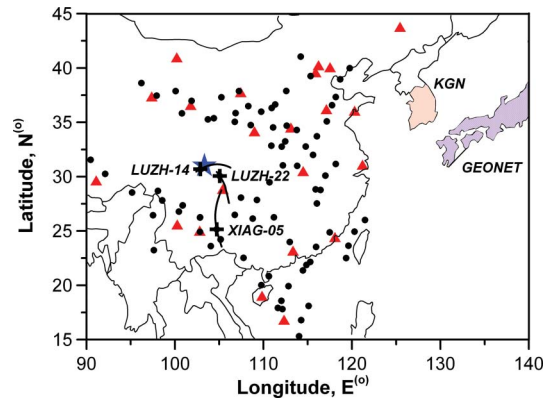 45
40
KGN
35
GEONET
LUZH-14
30
LUZH-22
25
XIAG-05
20
15
90 100 110 120 130 140
Latitude, N(o)
Longitude, E(o)